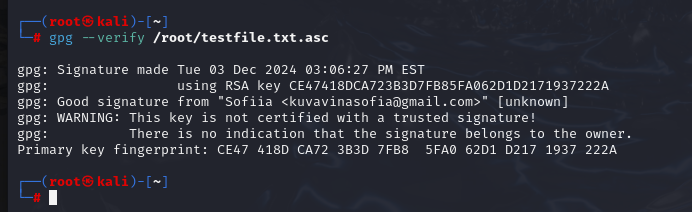 ┌──(root㉿kali)-[~]
└─# gpg --verify /root/testfile.txt.asc
gpg: Signature made Tue 03 Dec 2024 03:06:27 PM EST
gpg:                using RSA key CE47418DCA723B3D7FB85FA062D1D2171937222A
gpg: Good signature from "Sofiia <kuvavinasofia@gmail.com>" [unknown]
gpg: WARNING: This key is not certified with a trusted signature!
gpg:          There is no indication that the signature belongs to the owner.
Primary key fingerprint: CE47 418D CA72 3B3D 7FB8  5FA0 62D1 D217 1937 222A
┌──(root㉿kali)-[~]
└─#